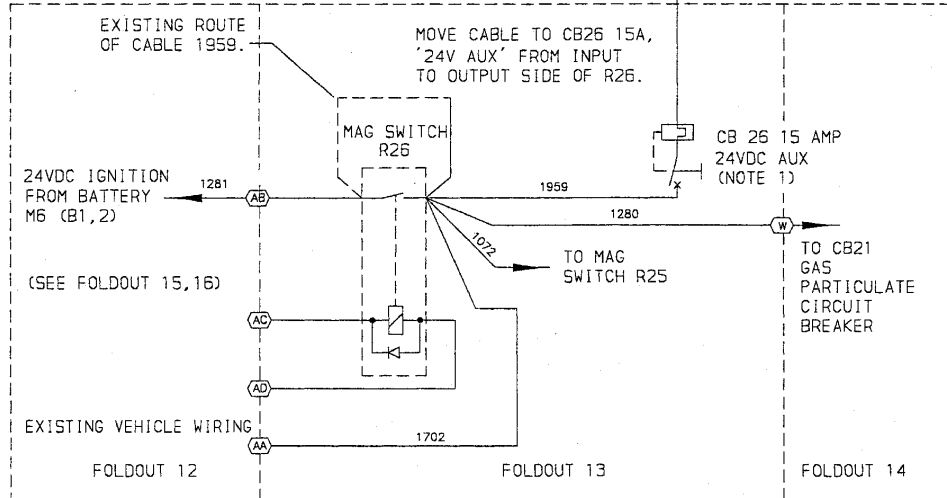 EXISTING ROUTE
OF CABLE 1959.
MOVE CABLE TO CB26 15A,
'24V AUX' FROM INPUT
TO OUTPUT SIDE OF R26.
MAG SWITCH
R26
CB 26 15 AMP
24VDC AUX
(NOTE 1)
24VDC IGNITION
FROM BATTERY
M6 (B1,2)
1281
AB
1959
1280
W
1072
TO MAG
SWITCH R25
TO CB21
GAS
PARTICULATE
CIRCUIT
BREAKER
(SEE FOLDOUT 15,16)
AC
AD
EXISTING VEHICLE WIRING
AA
1702
FOLDOUT 12
FOLDOUT 13
FOLDOUT 14